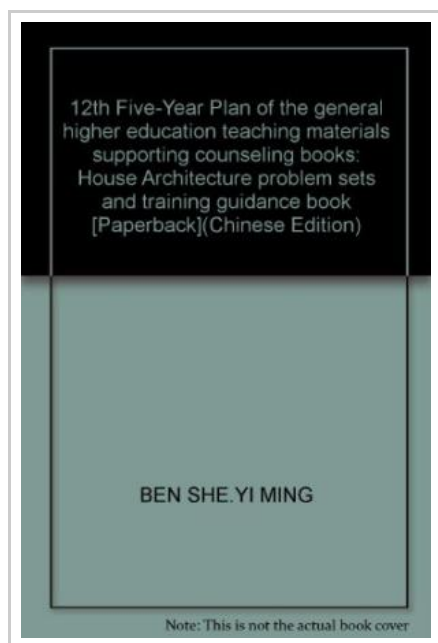 12th Five-Year Plan of the general
higher education teaching materials
supporting counseling books:
House Architecture problem sets
and training guidance book
[Paperback](Chinese Edition)
BEN SHE.YI MING
Note: This is not the actual book cover